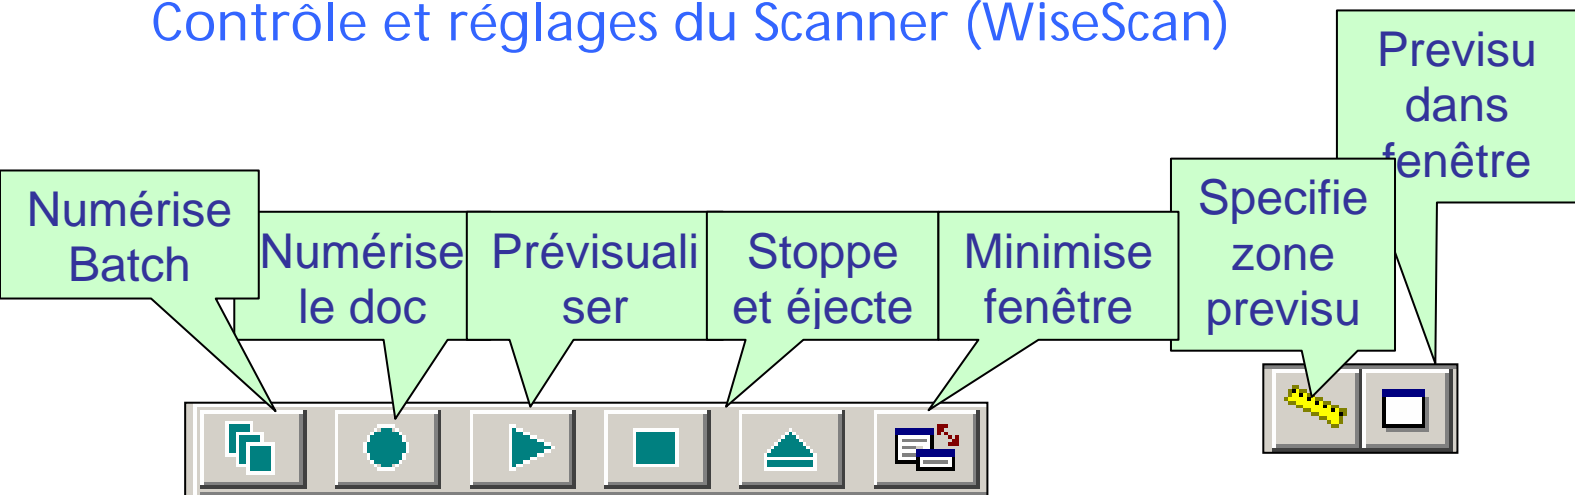 Contrôle et réglages du Scanner (WiseScan)
Previsu
dans
fenêtre
Numérise
Batch
Numérise
le doc
Prévisuali
ser
Stoppe
et éjecte
Minimise
fenêtre
Specifie
zone
previsu